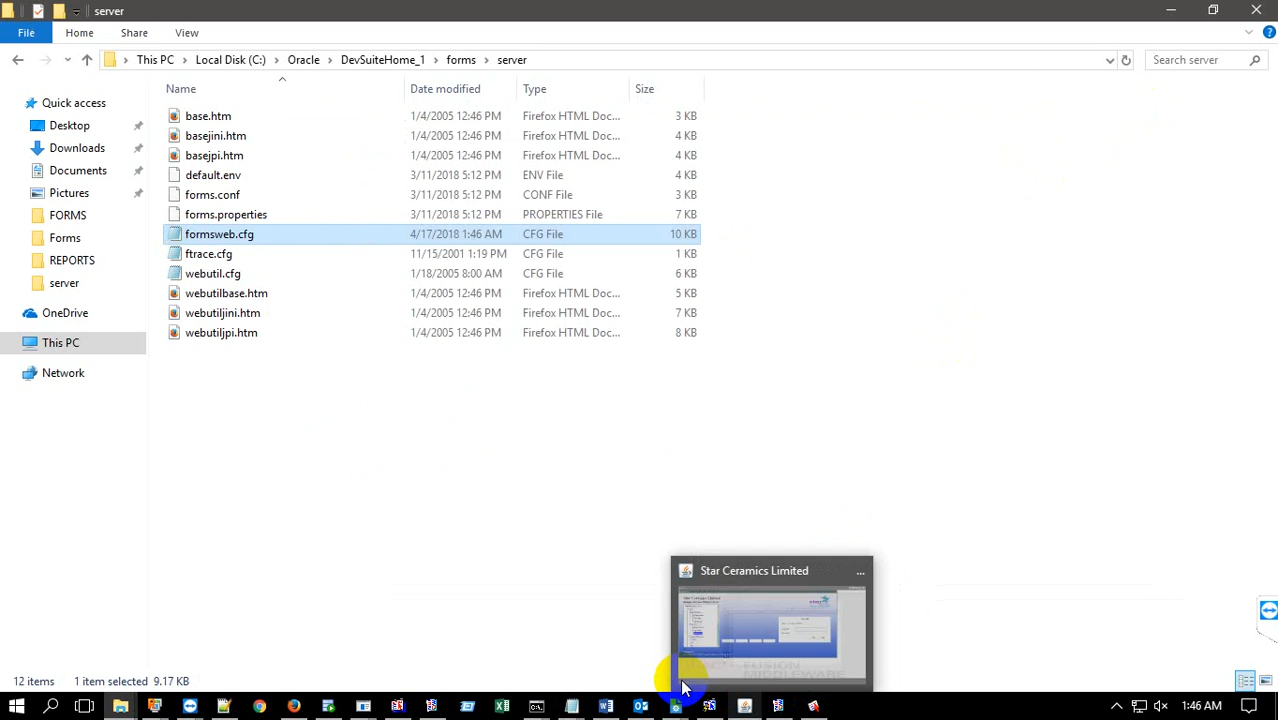 server
File Home Share View
This PC Local Disk (C:) Oracle DevSuiteHome_1 forms server Search server
Name Date modified Type Size
Quick access
Desktop
Downloads
Documents
Pictures
FORMS
Forms
REPORTS
server
OneDrive
This PC
Network
base.htm 1/4/2005 12:46 PM Firefox HTML Doc... 3 KB
basejini.htm 1/4/2005 12:46 PM Firefox HTML Doc... 4 KB
basejpi.htm 1/4/2005 12:46 PM Firefox HTML Doc... 4 KB
default.env 3/11/2018 5:12 PM ENV File 4 KB
forms.conf 3/11/2018 5:12 PM CONF File 3 KB
forms.properties 3/11/2018 5:12 PM PROPERTIES File 7 KB
formsweb.cfg 4/17/2018 1:46 AM CFG File 10 KB
ftrace.cfg 11/15/2001 1:19 PM CFG File 1 KB
webutil.cfg 1/18/2005 8:00 AM CFG File 6 KB
webutilbase.htm 1/4/2005 12:46 PM Firefox HTML Doc... 5 KB
webutiljini.htm 1/4/2005 12:46 PM Firefox HTML Doc... 7 KB
webutiljpi.htm 1/4/2005 12:46 PM Firefox HTML Doc... 8 KB
Star Ceramics Limited ...
FUSION
MIDDLEWARE
12 items 1 item selected 9.17 KB
1:46 AM